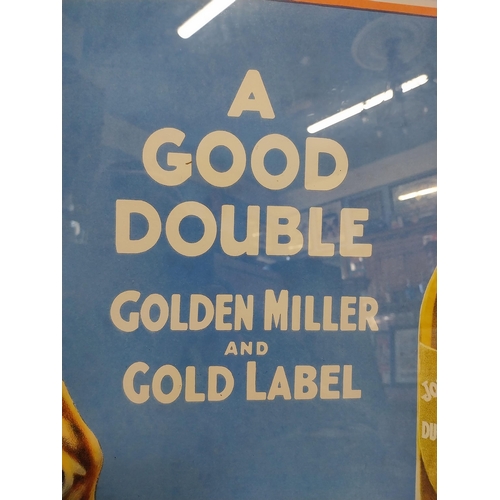 A
GOOD
DOUBLE
GOLDEN MILLER
AND
GOLD LABEL